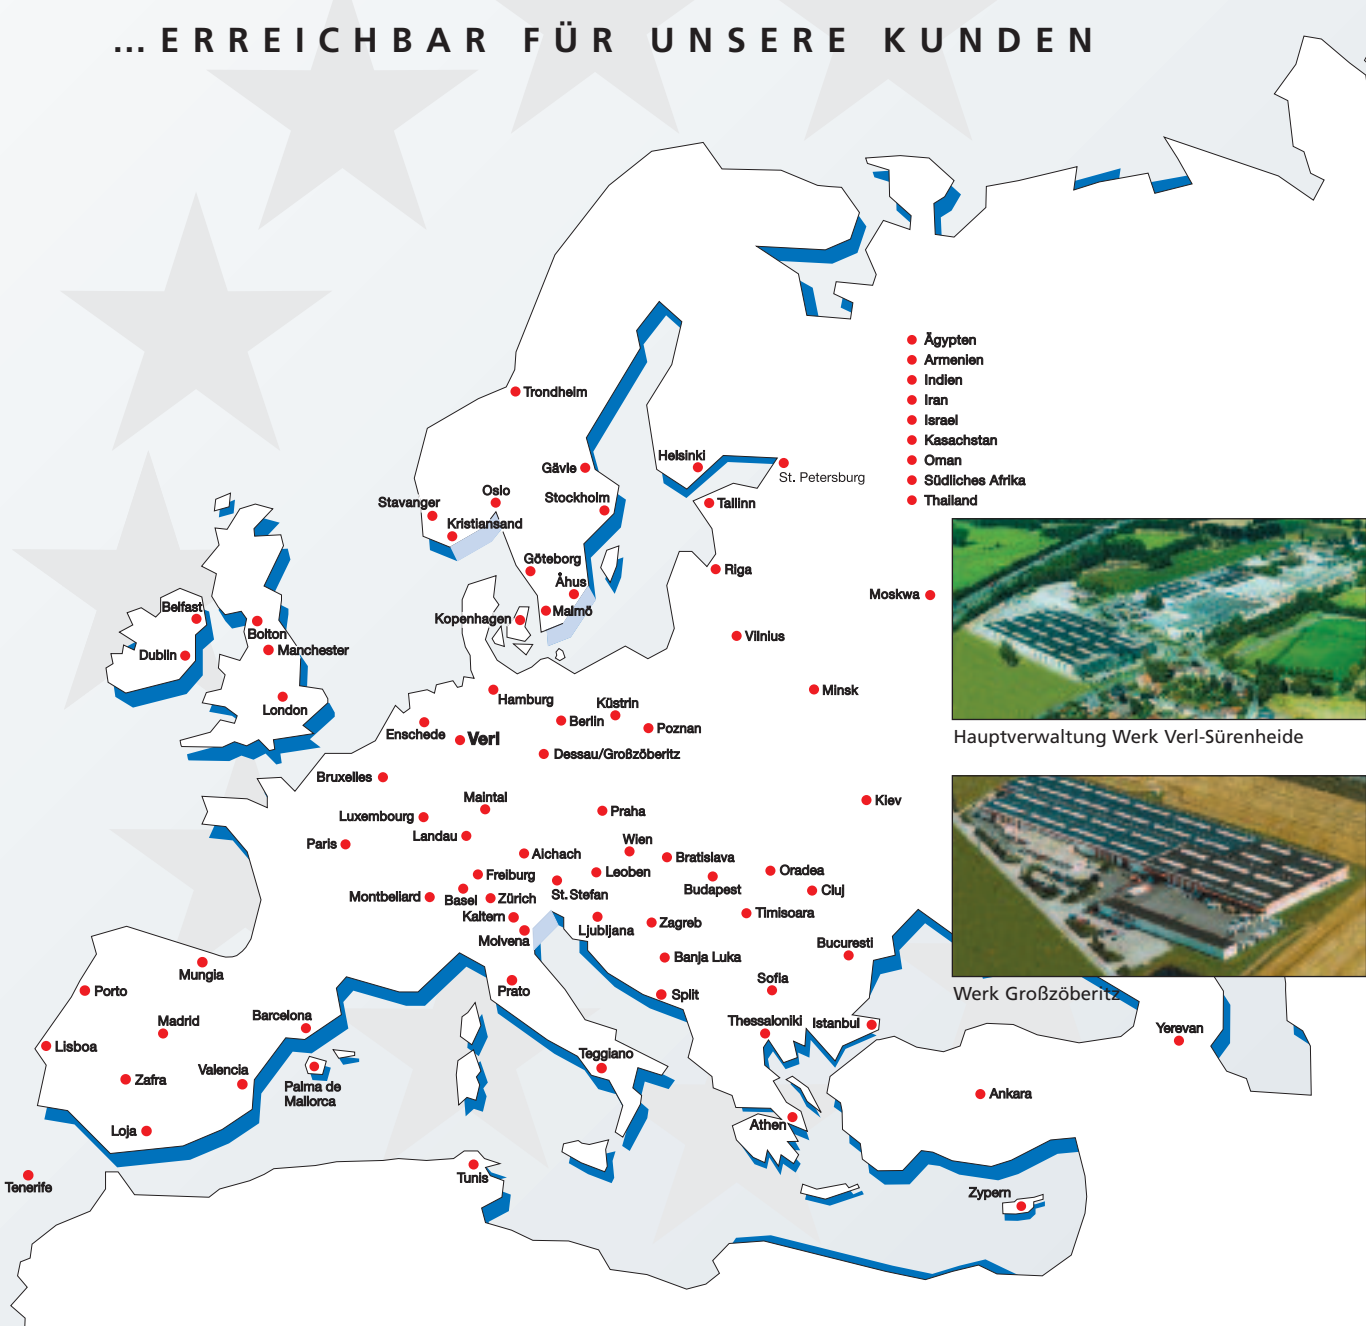 ... ERREICHBAR FÜR UNSERE KUNDEN
Ägypten
Armenien
Indien
Iran
Israel
Kasachstan
Oman
Südliches Afrika
Thailand
Trondheim
Gävle
Helsinki
St. Petersburg
Stavanger
Oslo
Stockholm
Tallinn
Kristiansand
Göteborg
Riga
Åhus
Moskwa
Belfast
Kopenhagen
Malmö
Bolton
Vilnius
Dublin
Manchester
London
Hamburg
Küstrin
Minsk
Enschede
Berlin
Poznan
Verl
Dessau/Großzöberitz
Hauptverwaltung Werk Verl-Sürenheide
Bruxelles
Maintal
Kiev
Luxembourg
Praha
Paris
Landau
Wien
Aichach
Bratislava
Freiburg
Leoben
Oradea
Montbeliard
Basel
Zürich
St. Stefan
Budapest
Cluj
Kaltern
Timisoara
Ljubljana
Zagreb
Molvena
Bucuresti
Banja Luka
Mungia
Sofia
Porto
Prato
Split
Werk Großzöberitz
Madrid
Barcelona
Thessaloniki
Istanbul
Yerevan
Lisboa
Teggiano
Zafra
Valencia
Palma de
Mallorca
Ankara
Loja
Athen
Tenerife
Tunis
Zypern